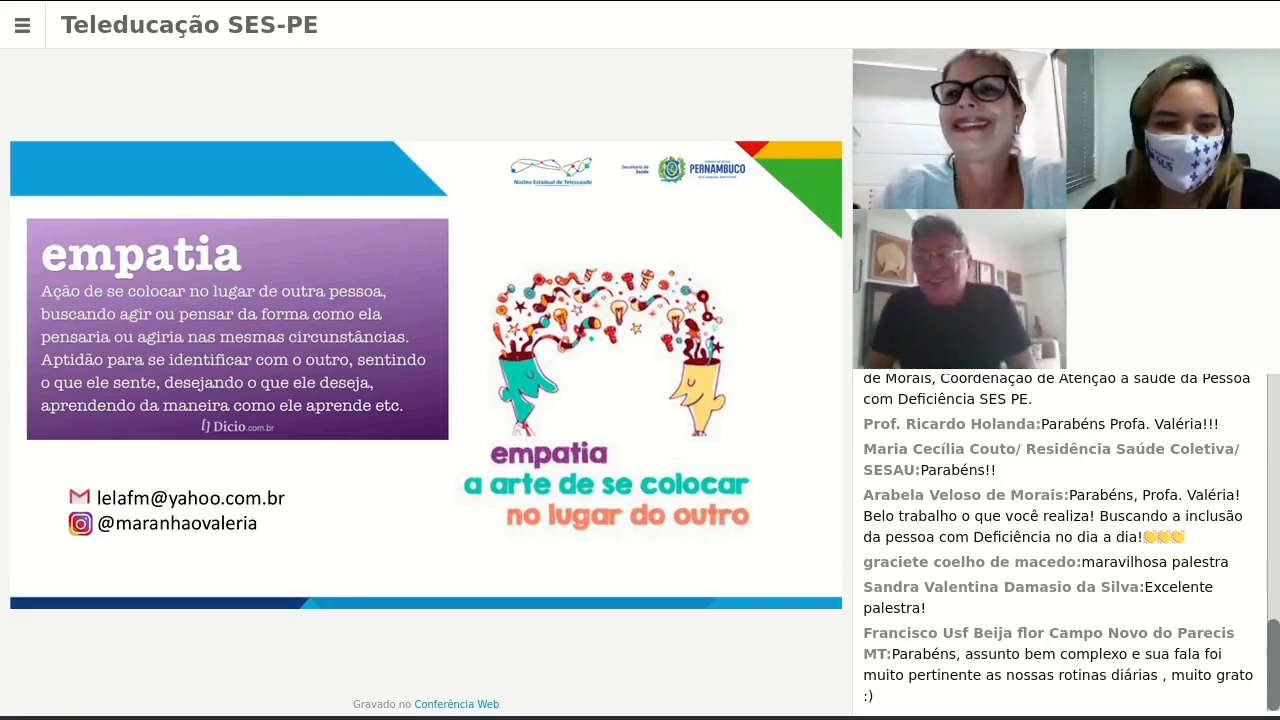 Teleducação SES-PE
Núcleo Estadual de Telessaúde
Secretaria de
Saúde
PERNAMBUCO
empatia
Ação de se colocar no lugar de outra pessoa,
buscando agir ou pensar da forma como ela
pensaria ou agiria nas mesmas circunstâncias.
Aptidão para se identificar com o outro, sentindo
o que ele sente, desejando o que ele deseja,
aprendendo da maneira como ele aprende etc.
Dicio.com.br
empatia
a arte de se colocar
no lugar do outro
lelafm@yahoo.com.br
@maranhaovaleria
Gravado no Conferência Web
SUS
de Morais, Coordenação de Atenção a saúde da Pessoa
com Deficiência SES PE.
Prof. Ricardo Holanda:Parabéns Profa. Valéria!!!
Maria Cecília Couto/ Residência Saúde Coletiva/
SESAU:Parabéns!!
Arabela Veloso de Morais:Parabéns, Profa. Valéria!
Belo trabalho o que você realiza! Buscando a inclusão
da pessoa com Deficiência no dia a dia!👏👏👏
graciete coelho de macedo:maravilhosa palestra
Sandra Valentina Damasio da Silva:Excelente
palestra!
Francisco Usf Beija flor Campo Novo do Parecis
MT:Parabéns, assunto bem complexo e sua fala foi
muito pertinente as nossas rotinas diárias , muito grato
:)